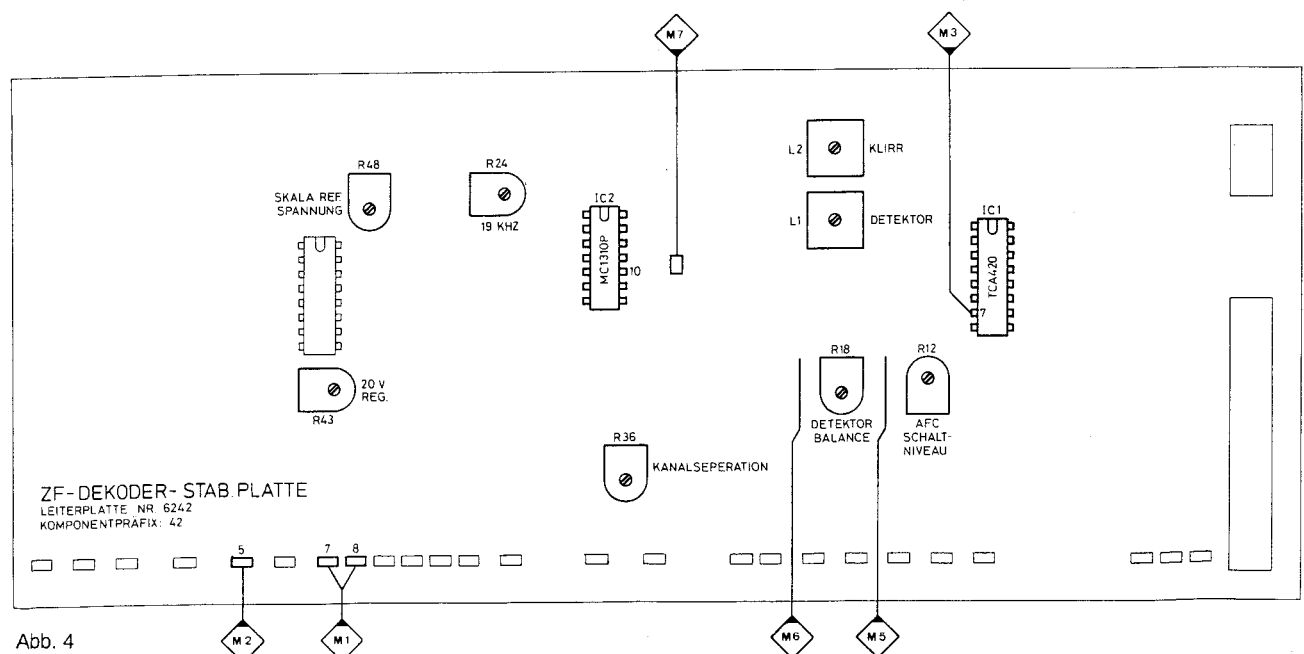 M7
M3
R48
R24
L2
KLIRR
SKALA REF.
SPANNUNG
19 KHZ
IC2
MC1310P
10
L1
DETEKTOR
IC1
TCA420
7
R18
R12
20 V
REG.
R43
DETEKTOR
BALANCE
AFC
SCHALT-
NIVEAU
R36
KANALSEPERATION
ZF-DEKODER-STAB.PLATTE
LEITERPLATTE NR. 6242
KOMPONENTPRÄFIX: 42
5
7
8
Abb. 4
M2
M1
M6
M5